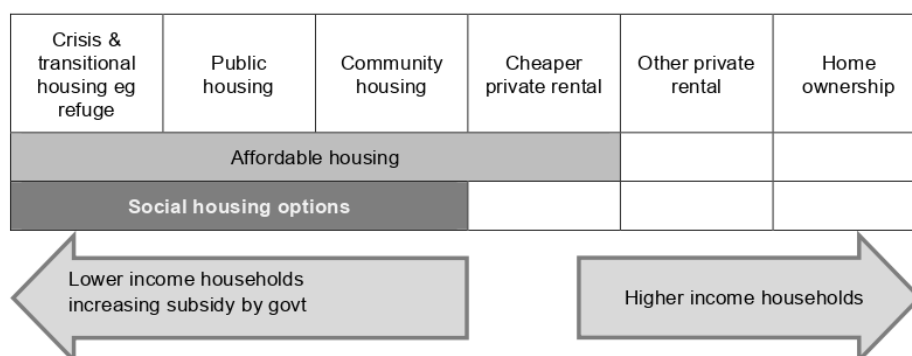 Crisis &
transitional
housing eg
refuge
Public
housing
Community
housing
Cheaper
private rental
Other private
rental
Home
ownership
Affordable housing
Social housing options
Lower income households
increasing subsidy by govt
Higher income households